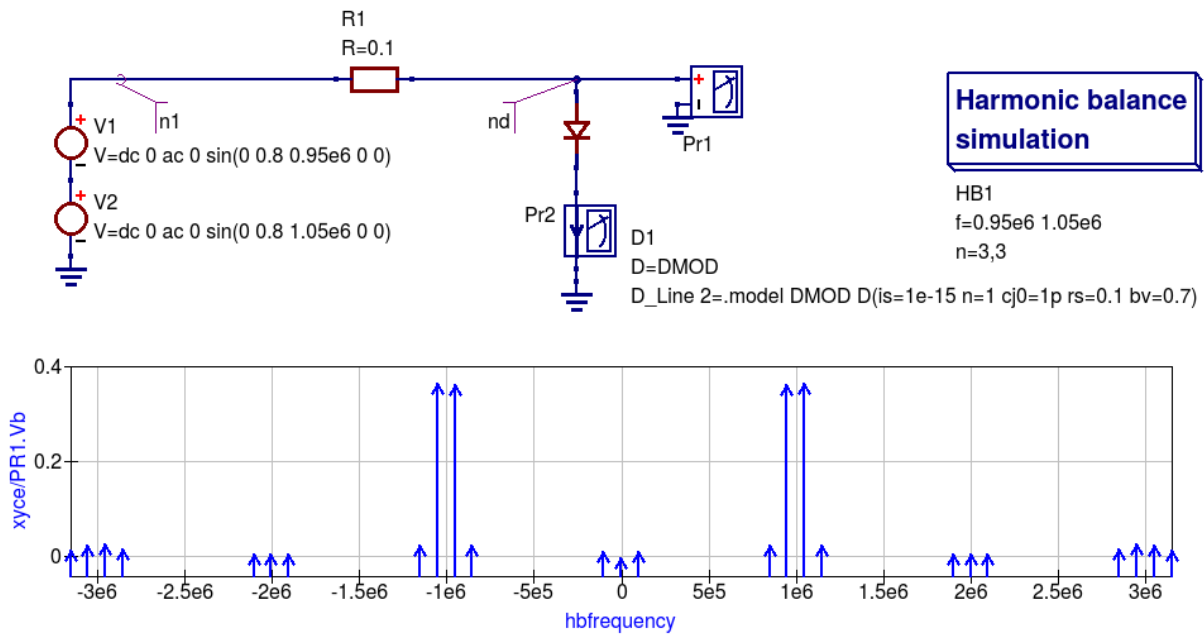 R1
R=0.1
n1
nd
Pr1
V1
V=dc 0 ac 0 sin(0 0.8 0.95e6 0 0)
V2
V=dc 0 ac 0 sin(0 0.8 1.05e6 0 0)
Pr2
D1
D=DMOD
D_Line 2=.model DMOD D(is=1e-15 n=1 cj0=1p rs=0.1 bv=0.7)
Harmonic balance
simulation
HB1
f=0.95e6 1.05e6
n=3,3
xyce/PR1.Vb
0.4
0.2
0
-3e6 -2.5e6 -2e6 -1.5e6 -1e6 -5e5 0 5e5 1e6 1.5e6 2e6 2.5e6 3e6
hbfrequency